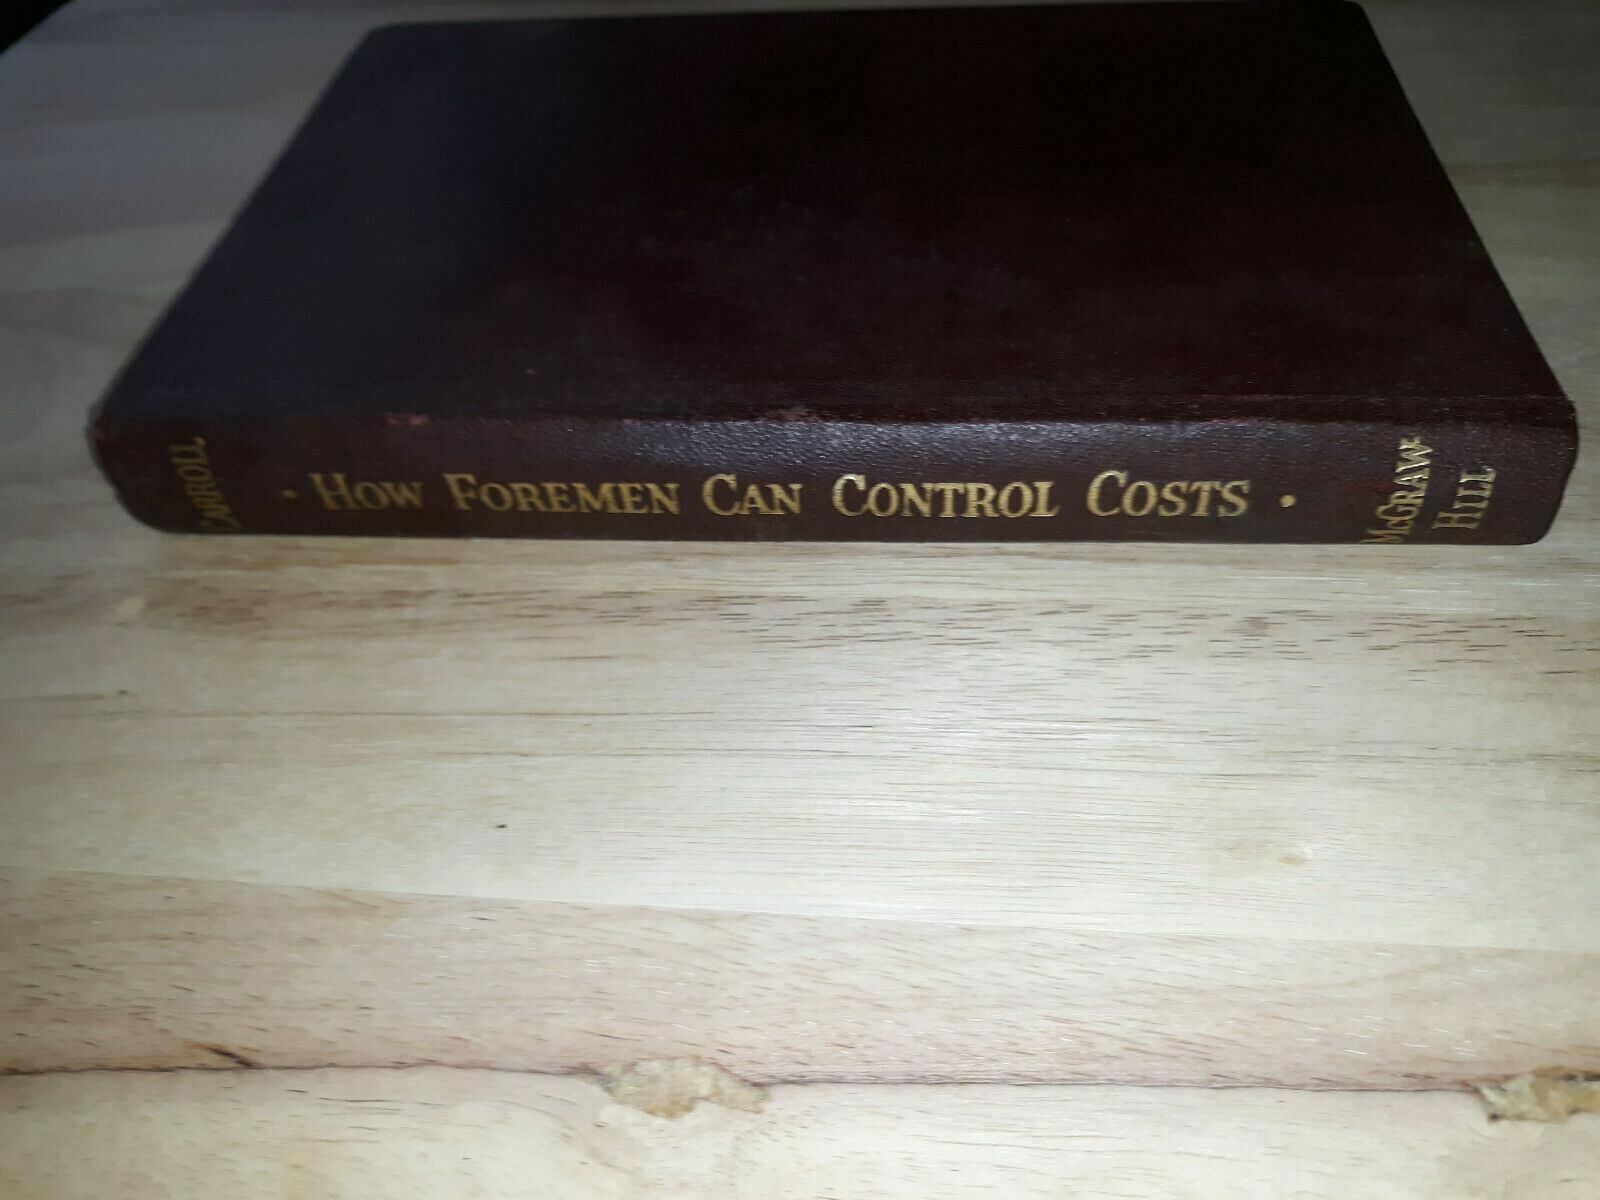 CARROLL
• HOW FOREMEN CAN CONTROL COSTS •
MCGRAW-
HILL